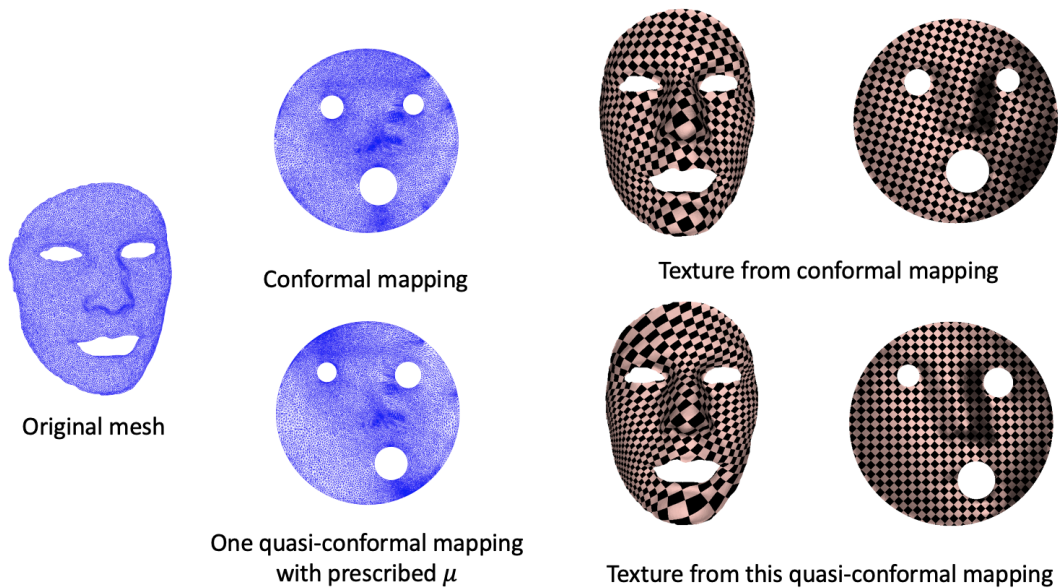 Conformal mapping
Texture from conformal mapping
Original mesh
One quasi-conformal mapping
with prescribed μ
Texture from this quasi-conformal mapping